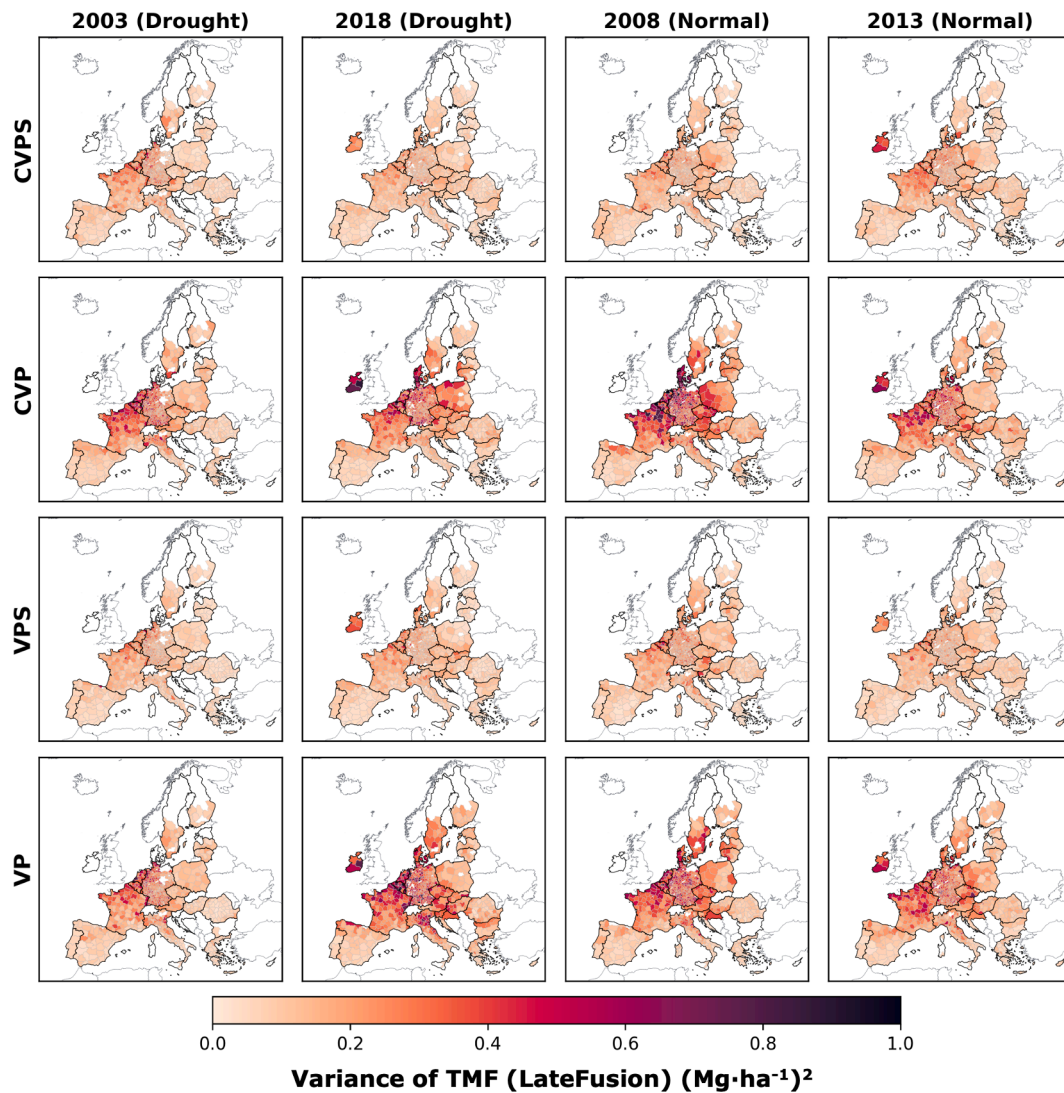 2003 (Drought) 2018 (Drought) 2008 (Normal) 2013 (Normal)
CVPS
CVP
VPS
VP
0.0 0.2 0.4 0.6 0.8 1.0
Variance of TMF (LateFusion) (Mg·ha⁻¹)²